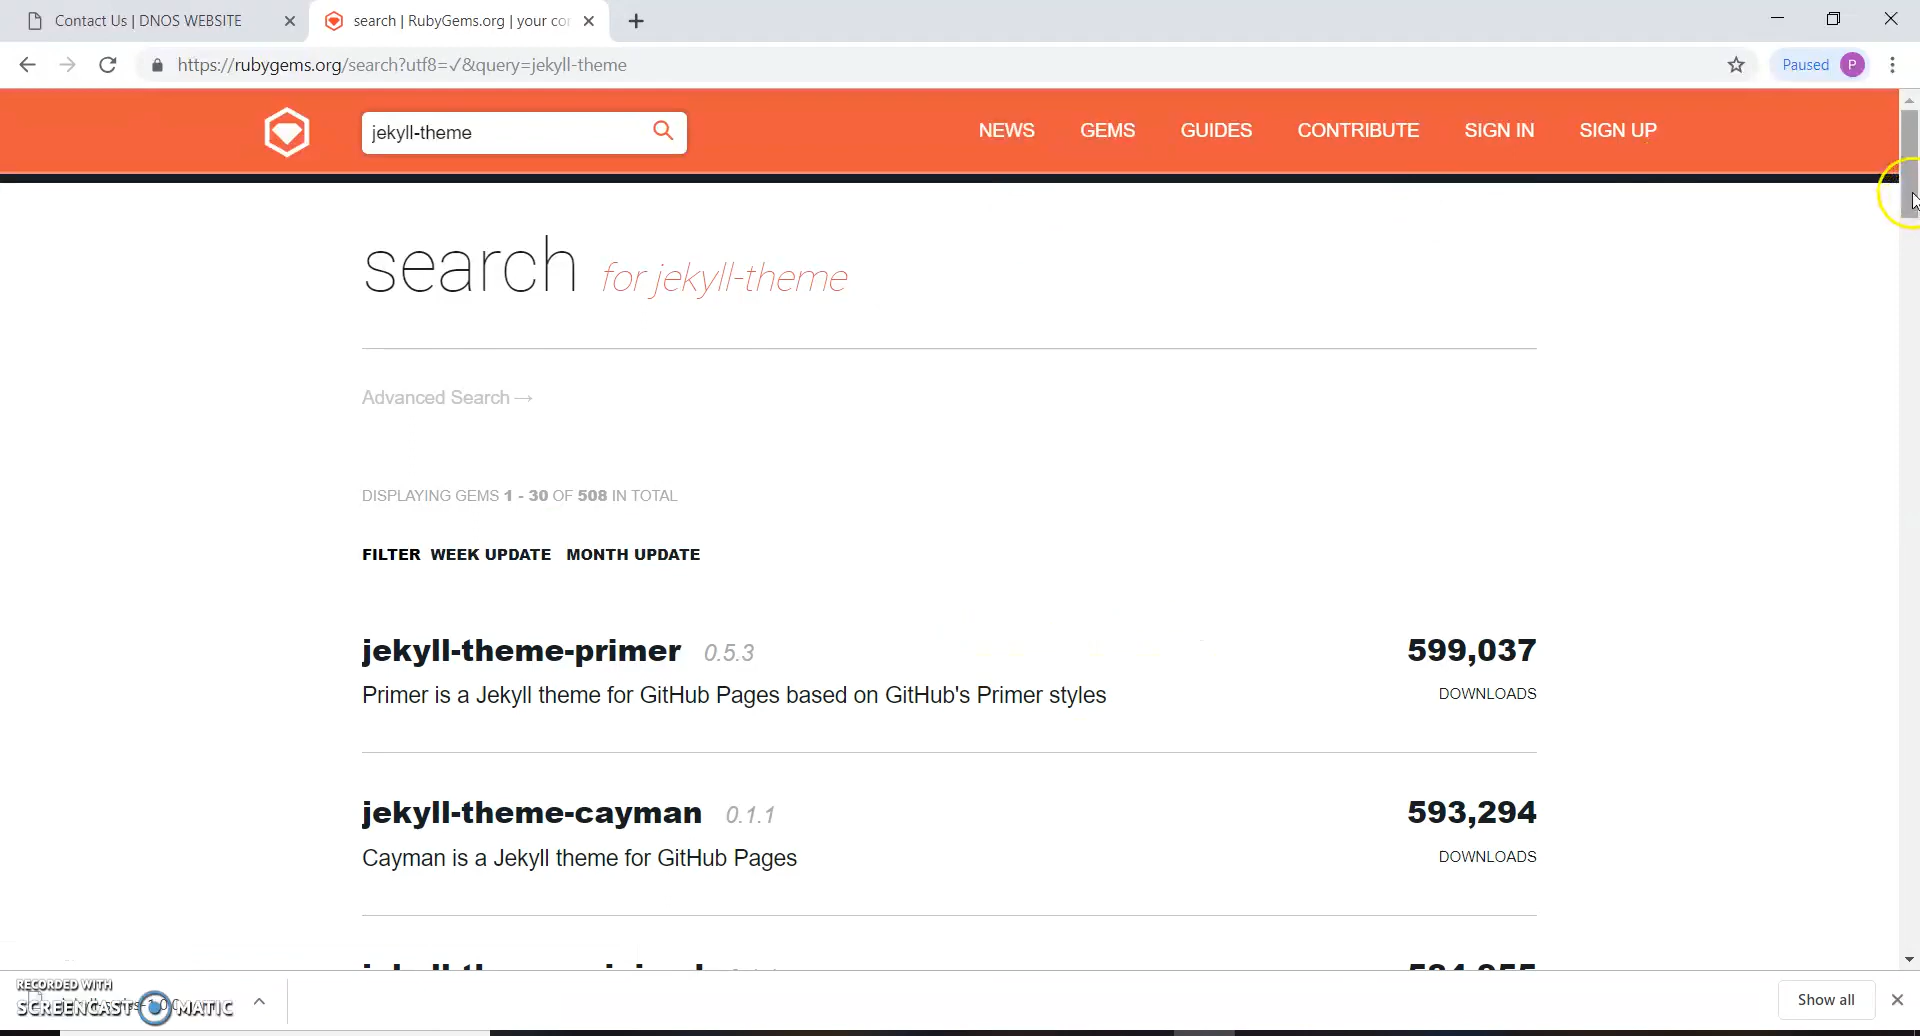 Contact Us | DNOS WEBSITE
search | RubyGems.org | your co
https://rubygems.org/search?utf8=✓&query=jekyll-theme
Paused P
jekyll-theme
NEWS GEMS GUIDES CONTRIBUTE SIGN IN SIGN UP
search for jekyll-theme
Advanced Search →
DISPLAYING GEMS 1 - 30 OF 508 IN TOTAL
FILTER WEEK UPDATE MONTH UPDATE
jekyll-theme-primer 0.5.3 599,037
Primer is a Jekyll theme for GitHub Pages based on GitHub's Primer styles DOWNLOADS
jekyll-theme-cayman 0.1.1 593,294
Cayman is a Jekyll theme for GitHub Pages DOWNLOADS
RECORDED WITH
SCREENCAST MATIC
Show all